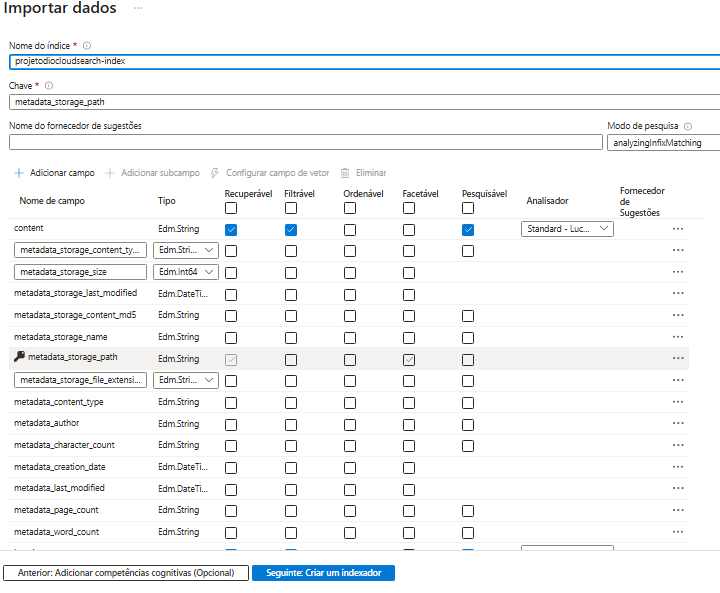 Importar dados ...
Nome do índice *
projetodiocloudsearch-index
Chave *
metadata_storage_path
Nome do fornecedor de sugestões
Modo de pesquisa
analyzingInfixMatching
Adicionar campo Adicionar subcampo Configurar campo de vetor Eliminar
Nome de campo Tipo Recuperável Filtrável Ordenável Facetável Pesquisável Analisador Fornecedor de Sugestões
content Edm.String Standard - Luc... ...
metadata_storage_content_ty... Edm.Stri... ...
metadata_storage_size Edm.Int64 ...
metadata_storage_last_modified Edm.DateTi... ...
metadata_storage_content_md5 Edm.String ...
metadata_storage_name Edm.String ...
metadata_storage_path Edm.String ...
metadata_storage_file_extensi... Edm.Stri... ...
metadata_content_type Edm.String ...
metadata_author Edm.String ...
metadata_character_count Edm.String ...
metadata_creation_date Edm.DateTi... ...
metadata_last_modified Edm.DateTi... ...
metadata_page_count Edm.String ...
metadata_word_count Edm.String ...
Anterior: Adicionar competências cognitivas (Opcional) Seguinte: Criar um indexador